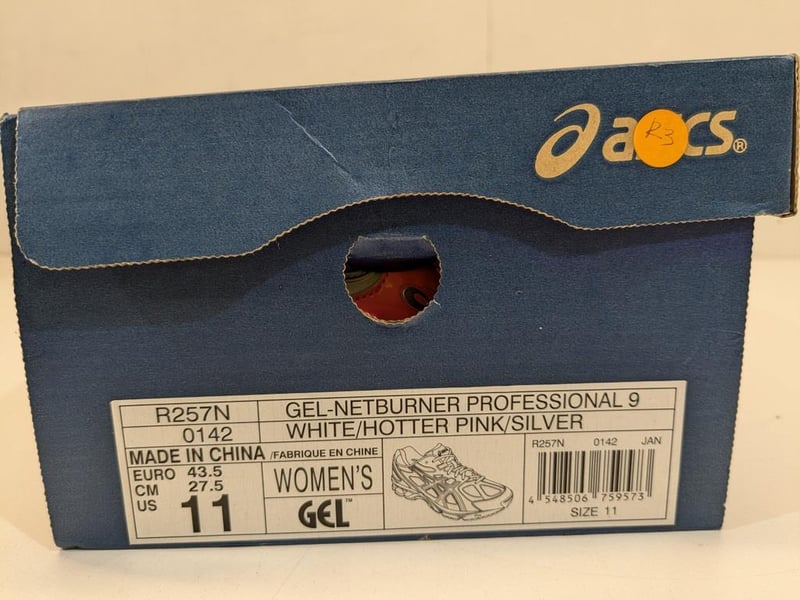 asics®
R3
R257N GEL-NETBURNER PROFESSIONAL 9
0142 WHITE/HOTTER PINK/SILVER
MADE IN CHINA /FABRIQUE EN CHINE
EURO 43.5
CM 27.5
US 11
WOMEN'S
GEL™
R257N 0142 JAN
4 548506 759573
SIZE 11